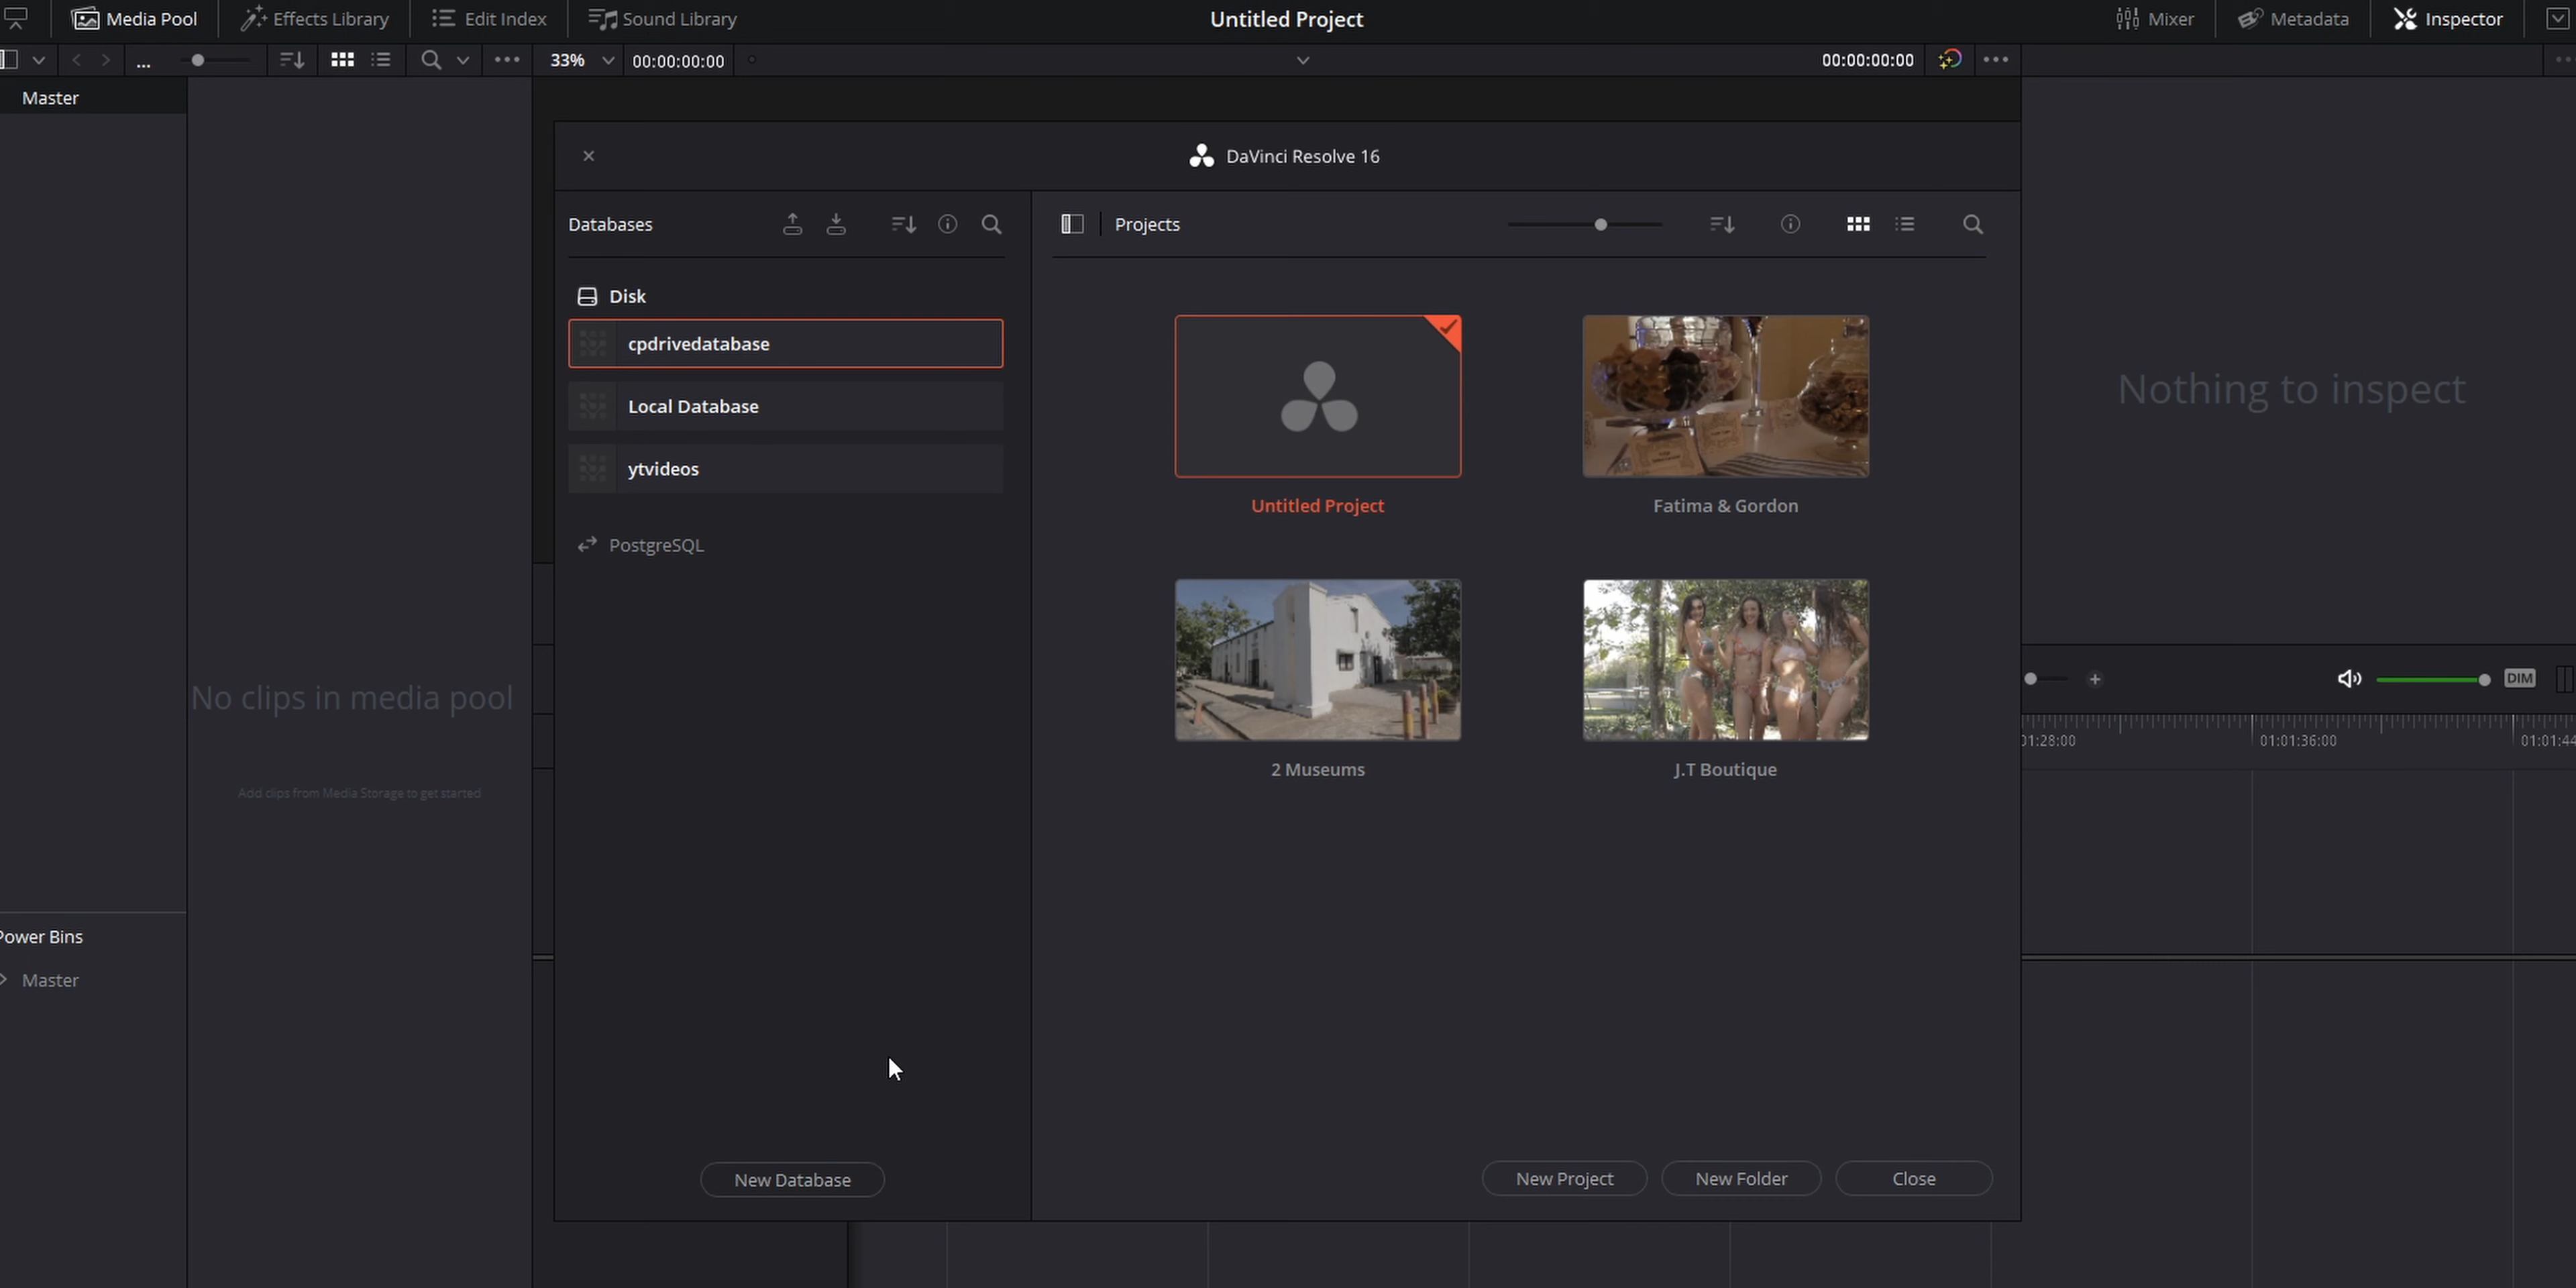 Media Pool
Effects Library
Edit Index
Sound Library
Untitled Project
Mixer
Metadata
Inspector
...
33%
00:00:00:00
00:00:00:00
Master
DaVinci Resolve 16
Databases
Projects
Disk
cpdrivedatabase
Local Database
ytvideos
PostgreSQL
Untitled Project
Fatima & Gordon
2 Museums
J.T Boutique
Nothing to inspect
No clips in media pool
Add clips from Media Storage to get started
DIM
01:28:00
01:01:36:00
01:01:44
Power Bins
Master
New Database
New Project
New Folder
Close